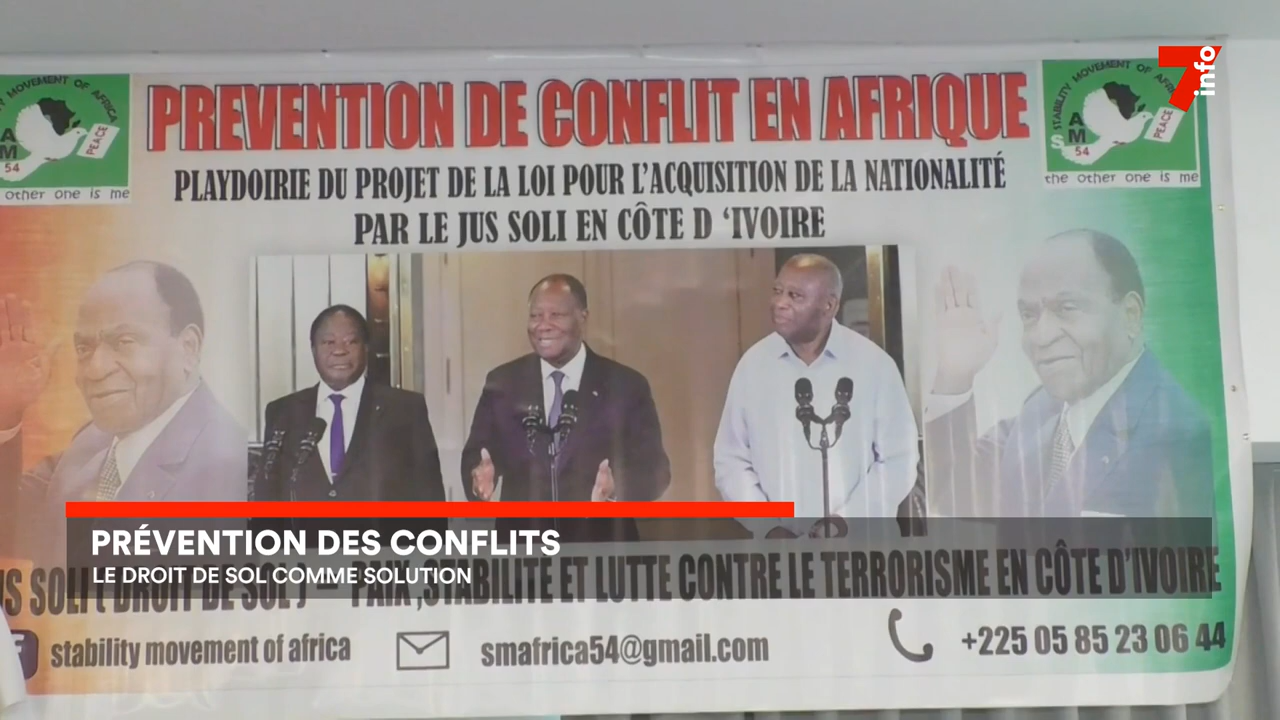 7 info
STABILITY MOVEMENT OF AFRICA
PREVENTION DE CONFLIT EN AFRIQUE
PEACE
S A M 54
the other one is me
PLAYDOIRIE DU PROJET DE LA LOI POUR L'ACQUISITION DE LA NATIONALITÉ
PAR LE JUS SOLI EN CÔTE D 'IVOIRE
Y MOVEMENT OF AFRICA
PEACE
A M 54
other one is me
PRÉVENTION DES CONFLITS
LE DROIT DE SOL COMME SOLUTION
US SOLI ( DROIT DE SOL ) – PAIX ,STABILITE ET LUTTE CONTRE LE TERRORISME EN CÔTE D'IVOIRE
stability movement of africa
smafrica54@gmail.com
+225 05 85 23 06 44